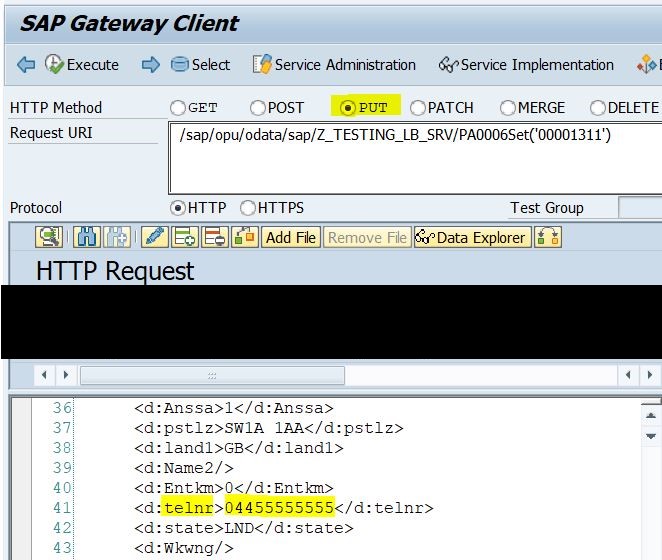 SAP Gateway Client
Execute Select Service Administration Service Implementation
HTTP Method GET POST PUT PATCH MERGE DELETE
Request URI /sap/opu/odata/sap/Z_TESTING_LB_SRV/PA0006Set('00001311')
Protocol HTTP HTTPS Test Group
Add File Remove File Data Explorer
HTTP Request
36 <d:Anssa>1</d:Anssa>
37 <d:pstlz>SW1A 1AA</d:pstlz>
38 <d:land1>GB</d:land1>
39 <d:Name2/>
40 <d:Entkm>0</d:Entkm>
41 <d:telnr>04455555555</d:telnr>
42 <d:state>LND</d:state>
43 <d:Wkwng/>